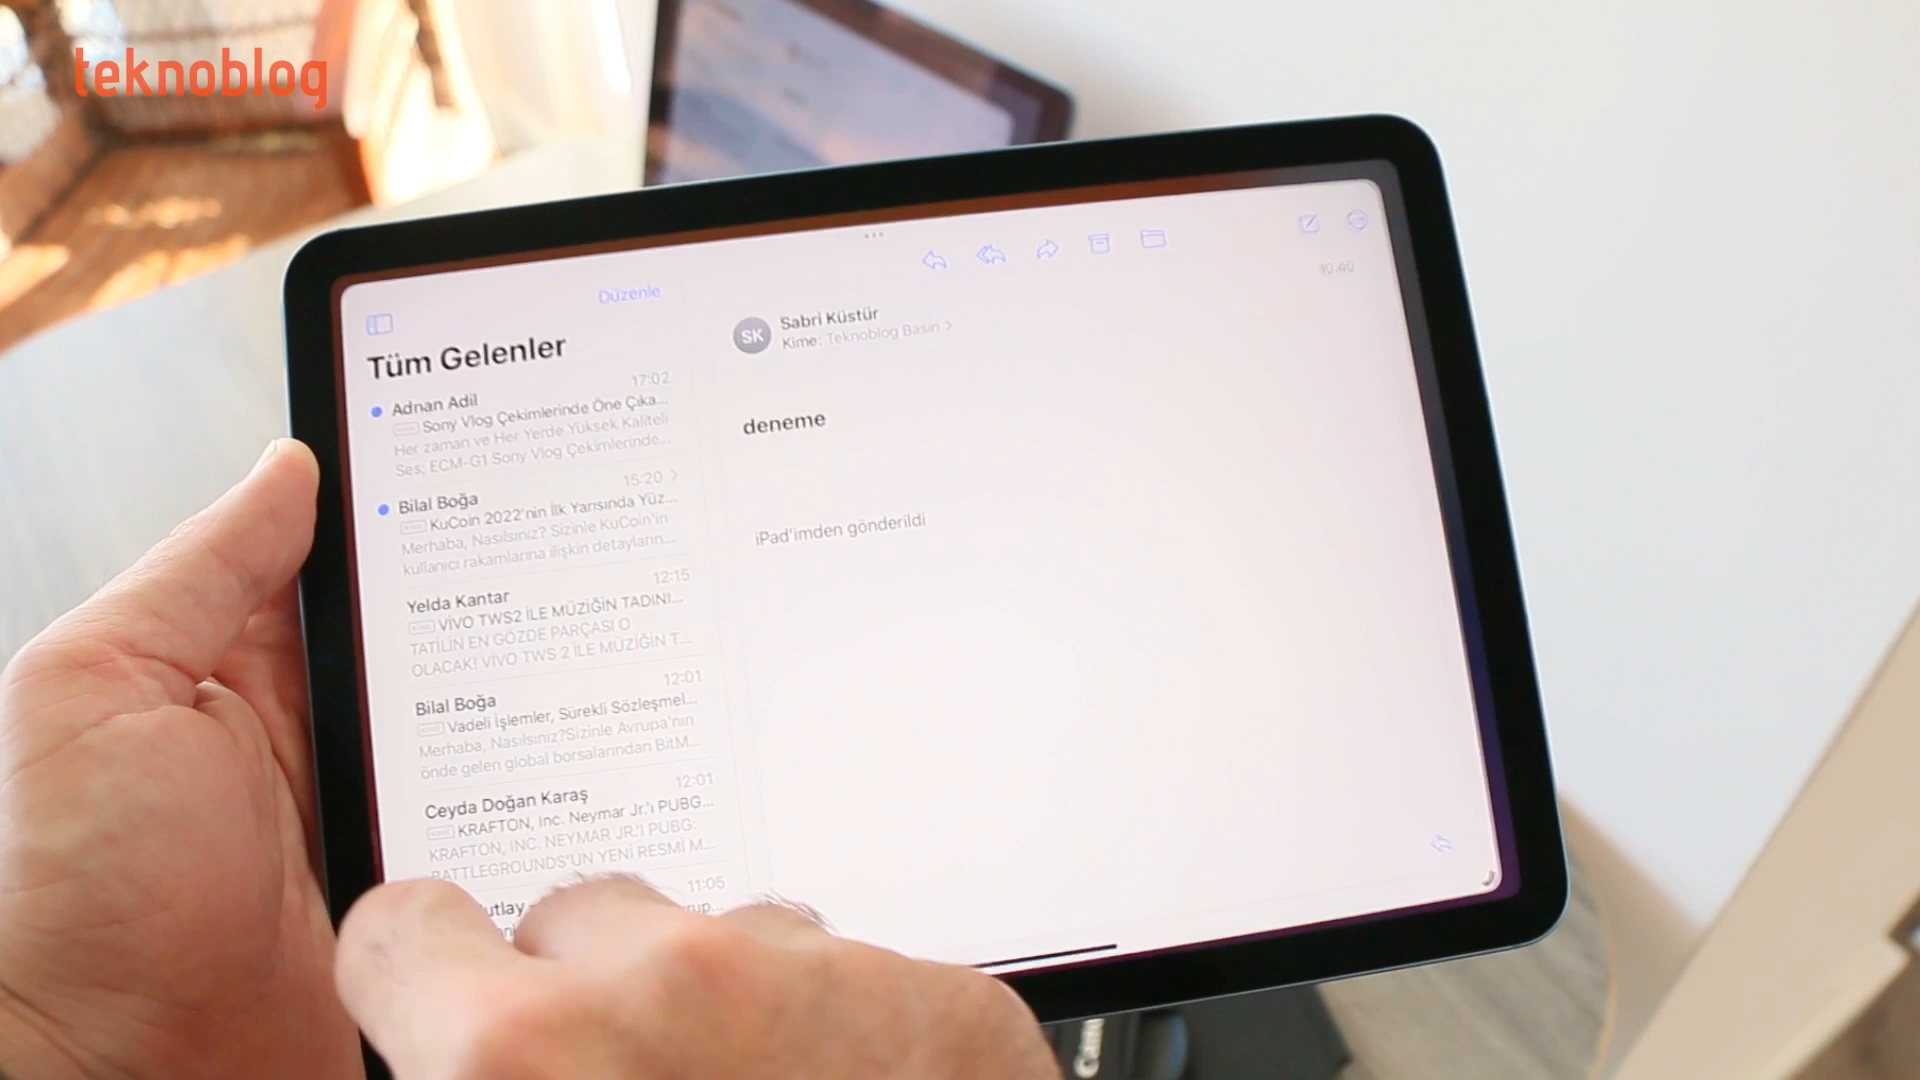 teknoblog
Düzenle
Tüm Gelenler
17:02
Adnan Adil
Sony Vlog Çekimlerinde Öne Çıka...
Her zaman ve Her Yerde Yüksek Kaliteli
Ses; ECM-G1 Sony Vlog Çekimlerinde...
15:20
Bilal Boğa
KuCoin 2022'nin İlk Yarısında Yüz...
Merhaba, Nasılsınız? Sizinle KuCoin'in
kullanıcı rakamlarına ilişkin detayların...
12:15
Yelda Kantar
VİVO TWS2 İLE MÜZİĞİN TADINI...
TATİLİN EN GÖZDE PARÇASI O
OLACAK! VİVO TWS 2 İLE MÜZİĞİN T...
12:01
Bilal Boğa
Vadeli İşlemler, Sürekli Sözleşmel...
Merhaba, Nasılsınız?Sizinle Avrupa'nın
önde gelen global borsalarından BitM...
12:01
Ceyda Doğan Karaş
KRAFTON, Inc. Neymar Jr.'ı PUBG...
KRAFTON, INC. NEYMAR JR.'I PUBG:
BATTLEGROUNDS'UN YENİ RESMİ M...
11:05
utlay
10:40
SK
Sabri Küstür
Kime: Teknoblog Basın
deneme
iPad'imden gönderildi